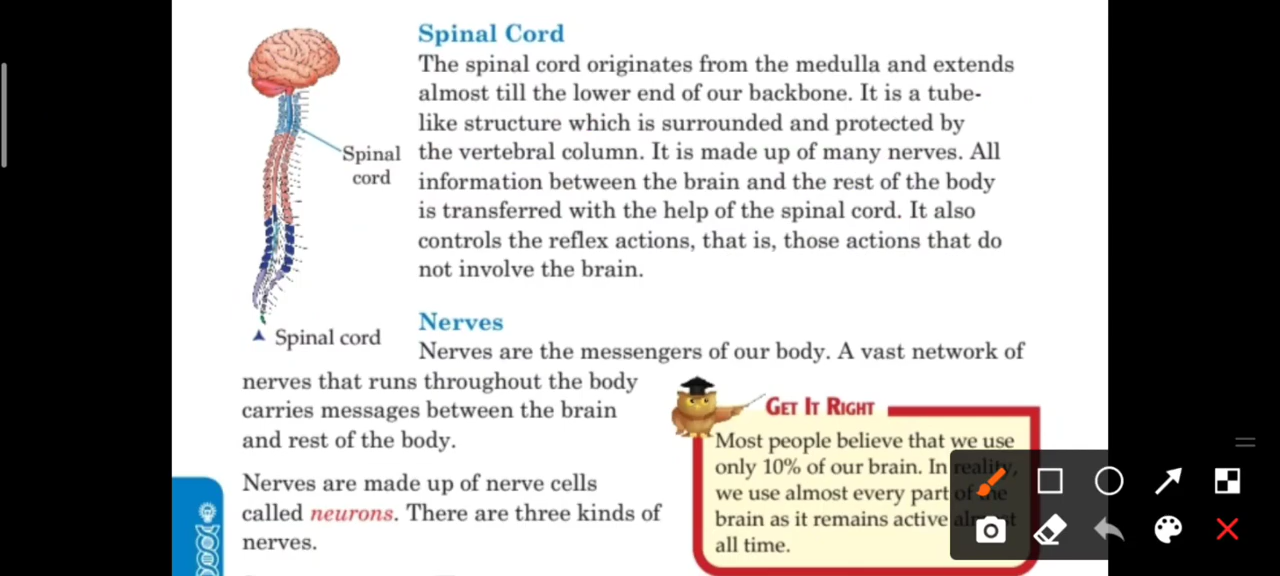 Spinal Cord
The spinal cord originates from the medulla and extends
almost till the lower end of our backbone. It is a tube-
like structure which is surrounded and protected by
the vertebral column. It is made up of many nerves. All
information between the brain and the rest of the body
is transferred with the help of the spinal cord. It also
controls the reflex actions, that is, those actions that do
not involve the brain.
Spinal
cord
Spinal cord
Nerves
Nerves are the messengers of our body. A vast network of
nerves that runs throughout the body
carries messages between the brain
and rest of the body.
Nerves are made up of nerve cells
called neurons. There are three kinds of
nerves.
GET IT RIGHT
Most people believe that we use
only 10% of our brain. In reality,
we use almost every part of the
brain as it remains active almost
all time.